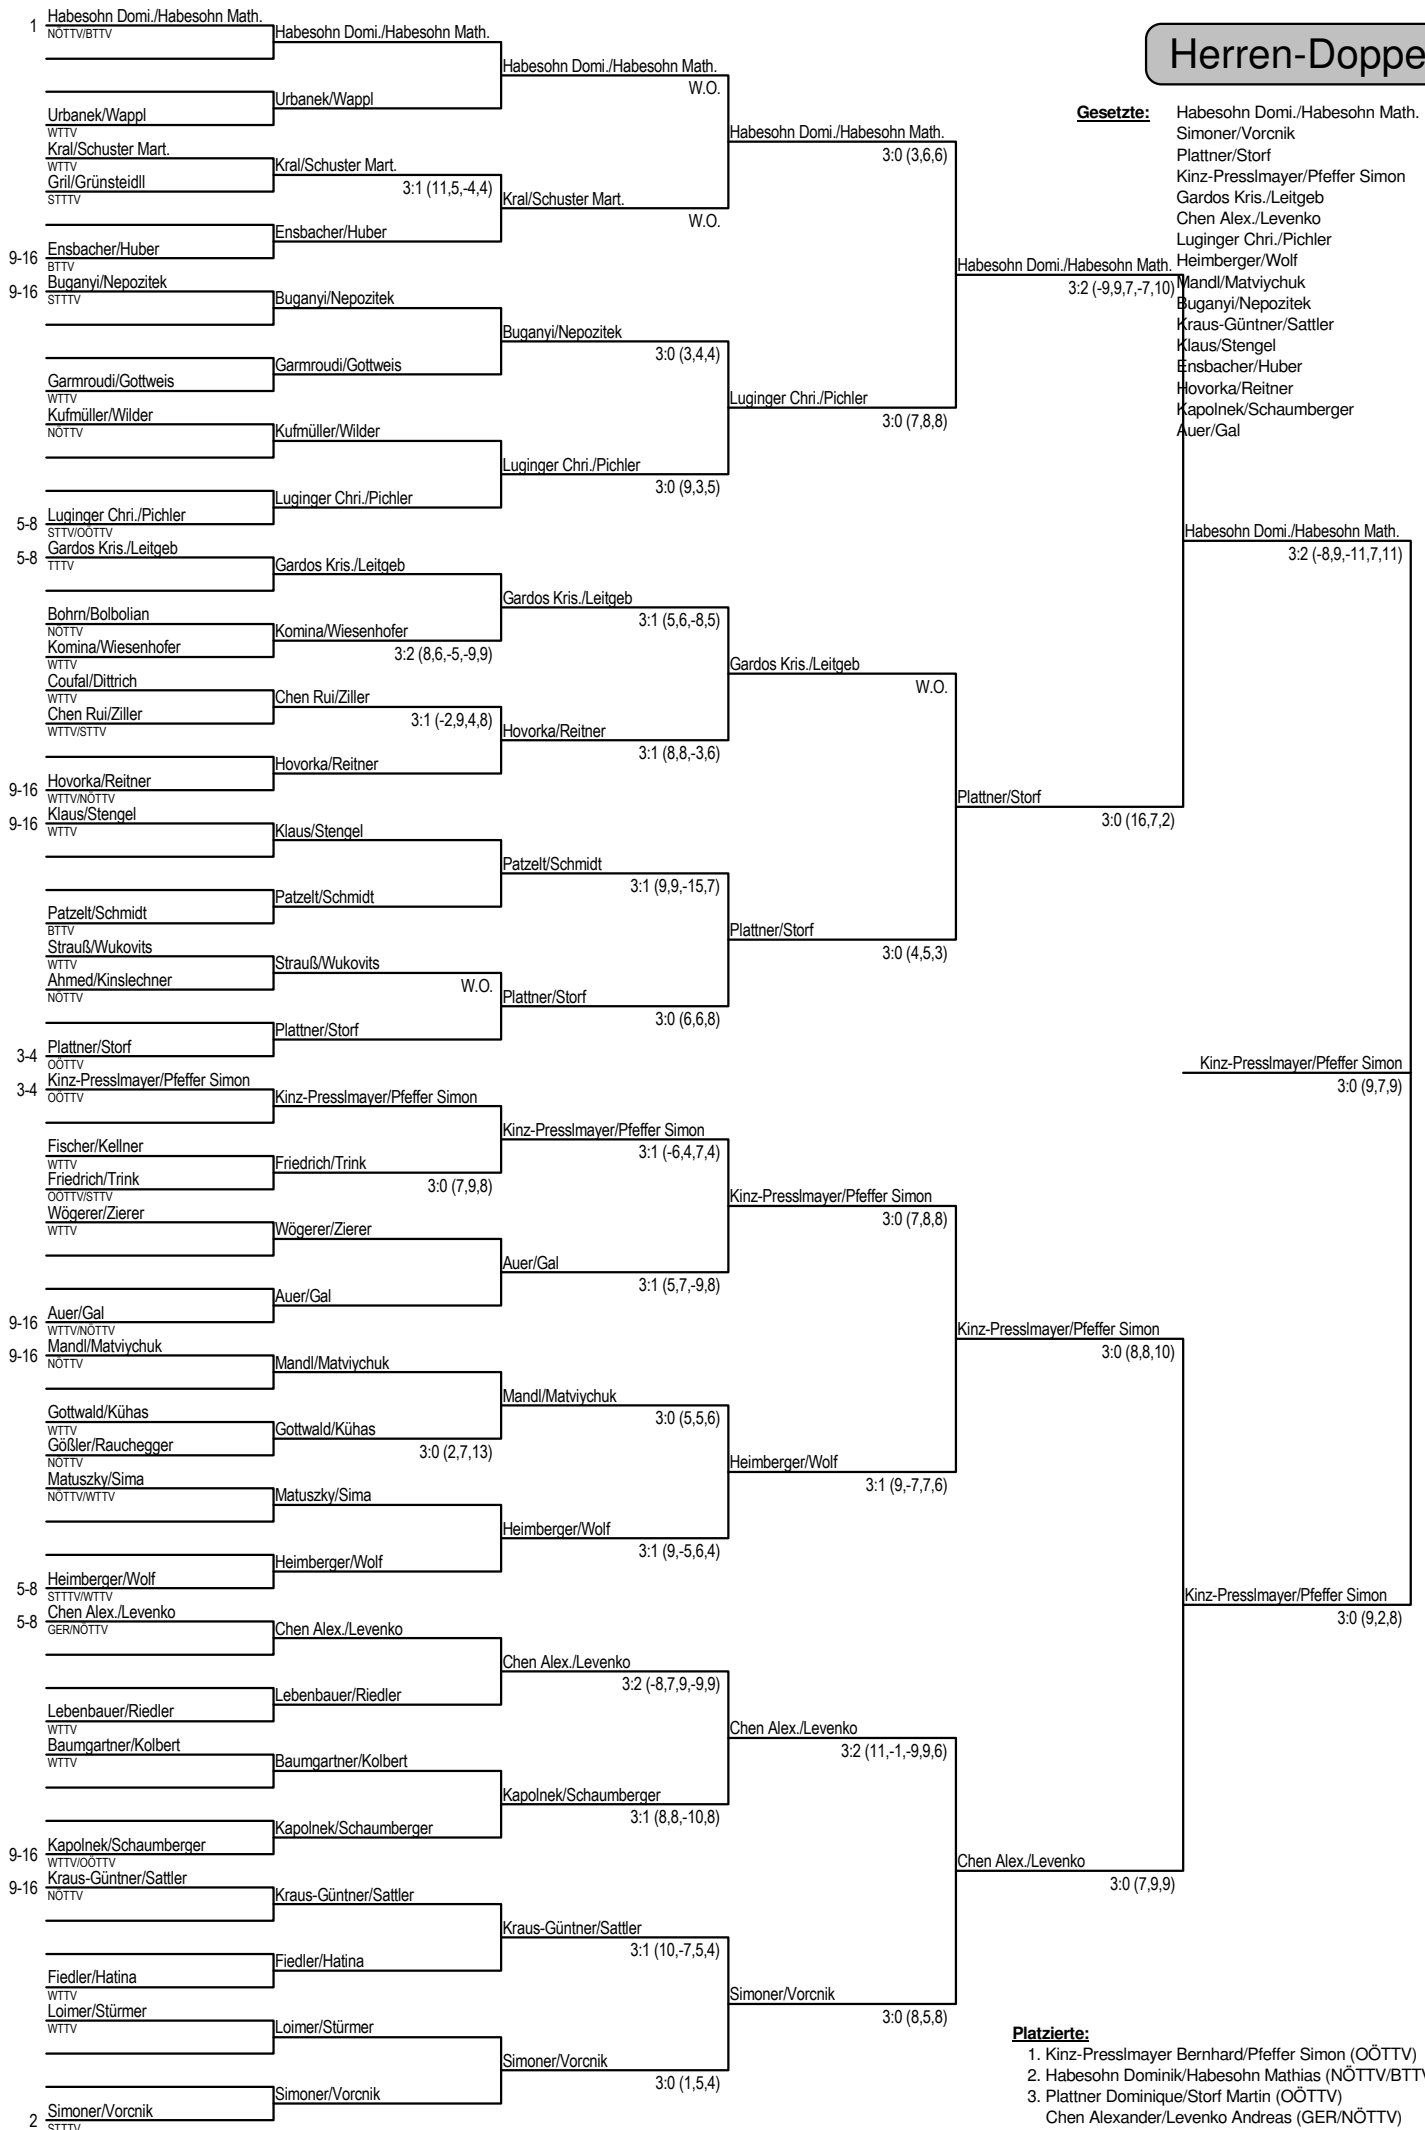 Herren-Doppe
Gesetzte:
Habesohn Domi./Habesohn Math.
Simoner/Vorcnik
Plattner/Storf
Kinz-Presslmayer/Pfeffer Simon
Gardos Kris./Leitgeb
Chen Alex./Levenko
Luginger Chri./Pichler
Heimberger/Wolf
Mandl/Matviychuk
Buganyi/Nepozitek
Kraus-Güntner/Sattler
Klaus/Stengel
Ensbacher/Huber
Hovorka/Reitner
Kapolnek/Schaumberger
Auer/Gal
1 Habesohn Domi./Habesohn Math.
NÖTTV/BTTV
Urbanek/Wappl
WTTV
Kral/Schuster Mart.
WTTV
Gril/Grünsteidll
STTTV
9-16 Ensbacher/Huber
BTTV
9-16 Buganyi/Nepozitek
STTTV
Garmroudi/Gottweis
WTTV
Kufmüller/Wilder
NÖTTV
5-8 Luginger Chri./Pichler
STTV/OÖTTV
5-8 Gardos Kris./Leitgeb
TTTV
Bohrn/Bolbolian
NÖTTV
Komina/Wiesenhofer
WTTV
Coufal/Dittrich
WTTV
Chen Rui/Ziller
WTTV/STTV
9-16 Hovorka/Reitner
WTTV/NÖTTV
9-16 Klaus/Stengel
WTTV
Patzelt/Schmidt
BTTV
Strauß/Wukovits
WTTV
Ahmed/Kinslechner
NÖTTV
3-4 Plattner/Storf
OÖTTV
3-4 Kinz-Presslmayer/Pfeffer Simon
OÖTTV
Fischer/Kellner
WTTV
Friedrich/Trink
OÖTTV/STTV
Wögerer/Zierer
WTTV
9-16 Auer/Gal
WTTV/NÖTTV
9-16 Mandl/Matviychuk
NÖTTV
Gottwald/Kühas
WTTV
Gößler/Rauchegger
NÖTTV
Matuszky/Sima
NÖTTV/WTTV
5-8 Heimberger/Wolf
STTTV/WTTV
5-8 Chen Alex./Levenko
GER/NÖTTV
Lebenbauer/Riedler
WTTV
Baumgartner/Kolbert
WTTV
9-16 Kapolnek/Schaumberger
WTTV/OÖTTV
9-16 Kraus-Güntner/Sattler
NÖTTV
Fiedler/Hatina
WTTV
Loimer/Stürmer
WTTV
2 Simoner/Vorcnik
STTTV
Habesohn Domi./Habesohn Math.
Urbanek/Wappl
Kral/Schuster Mart.
3:1 (11,5,-4,4)
Ensbacher/Huber
Buganyi/Nepozitek
Garmroudi/Gottweis
Kufmüller/Wilder
Luginger Chri./Pichler
Gardos Kris./Leitgeb
Komina/Wiesenhofer
3:2 (8,6,-5,-9,9)
Chen Rui/Ziller
3:1 (-2,9,4,8)
Hovorka/Reitner
Klaus/Stengel
Patzelt/Schmidt
Strauß/Wukovits
W.O.
Plattner/Storf
Kinz-Presslmayer/Pfeffer Simon
Friedrich/Trink
3:0 (7,9,8)
Wögerer/Zierer
Auer/Gal
Mandl/Matviychuk
Gottwald/Kühas
3:0 (2,7,13)
Matuszky/Sima
Heimberger/Wolf
Chen Alex./Levenko
Lebenbauer/Riedler
Baumgartner/Kolbert
Kapolnek/Schaumberger
Kraus-Güntner/Sattler
Fiedler/Hatina
Loimer/Stürmer
Simoner/Vorcnik
Habesohn Domi./Habesohn Math.
W.O.
Kral/Schuster Mart.
W.O.
Buganyi/Nepozitek
3:0 (3,4,4)
Luginger Chri./Pichler
3:0 (9,3,5)
Gardos Kris./Leitgeb
3:1 (5,6,-8,5)
Hovorka/Reitner
3:1 (8,8,-3,6)
Patzelt/Schmidt
3:1 (9,9,-15,7)
Plattner/Storf
3:0 (6,6,8)
Kinz-Presslmayer/Pfeffer Simon
3:1 (-6,4,7,4)
Auer/Gal
3:1 (5,7,-9,8)
Mandl/Matviychuk
3:0 (5,5,6)
Heimberger/Wolf
3:1 (9,-5,6,4)
Chen Alex./Levenko
3:2 (-8,7,9,-9,9)
Kapolnek/Schaumberger
3:1 (8,8,-10,8)
Kraus-Güntner/Sattler
3:1 (10,-7,5,4)
Simoner/Vorcnik
3:0 (1,5,4)
Habesohn Domi./Habesohn Math.
3:0 (3,6,6)
Luginger Chri./Pichler
3:0 (7,8,8)
Gardos Kris./Leitgeb
W.O.
Plattner/Storf
3:0 (4,5,3)
Kinz-Presslmayer/Pfeffer Simon
3:0 (7,8,8)
Heimberger/Wolf
3:1 (9,-7,7,6)
Chen Alex./Levenko
3:2 (11,-1,-9,9,6)
Simoner/Vorcnik
3:0 (8,5,8)
Habesohn Domi./Habesohn Math.
3:2 (-9,9,7,-7,10)
Plattner/Storf
3:0 (16,7,2)
Kinz-Presslmayer/Pfeffer Simon
3:0 (8,8,10)
Chen Alex./Levenko
3:0 (7,9,9)
Habesohn Domi./Habesohn Math.
3:2 (-8,9,-11,7,11)
Kinz-Presslmayer/Pfeffer Simon
3:0 (9,2,8)
Kinz-Presslmayer/Pfeffer Simon
3:0 (9,7,9)
Platzierte:
1. Kinz-Presslmayer Bernhard/Pfeffer Simon (OÖTTV)
2. Habesohn Dominik/Habesohn Mathias (NÖTTV/BTTV
3. Plattner Dominique/Storf Martin (OÖTTV)
Chen Alexander/Levenko Andreas (GER/NÖTTV)